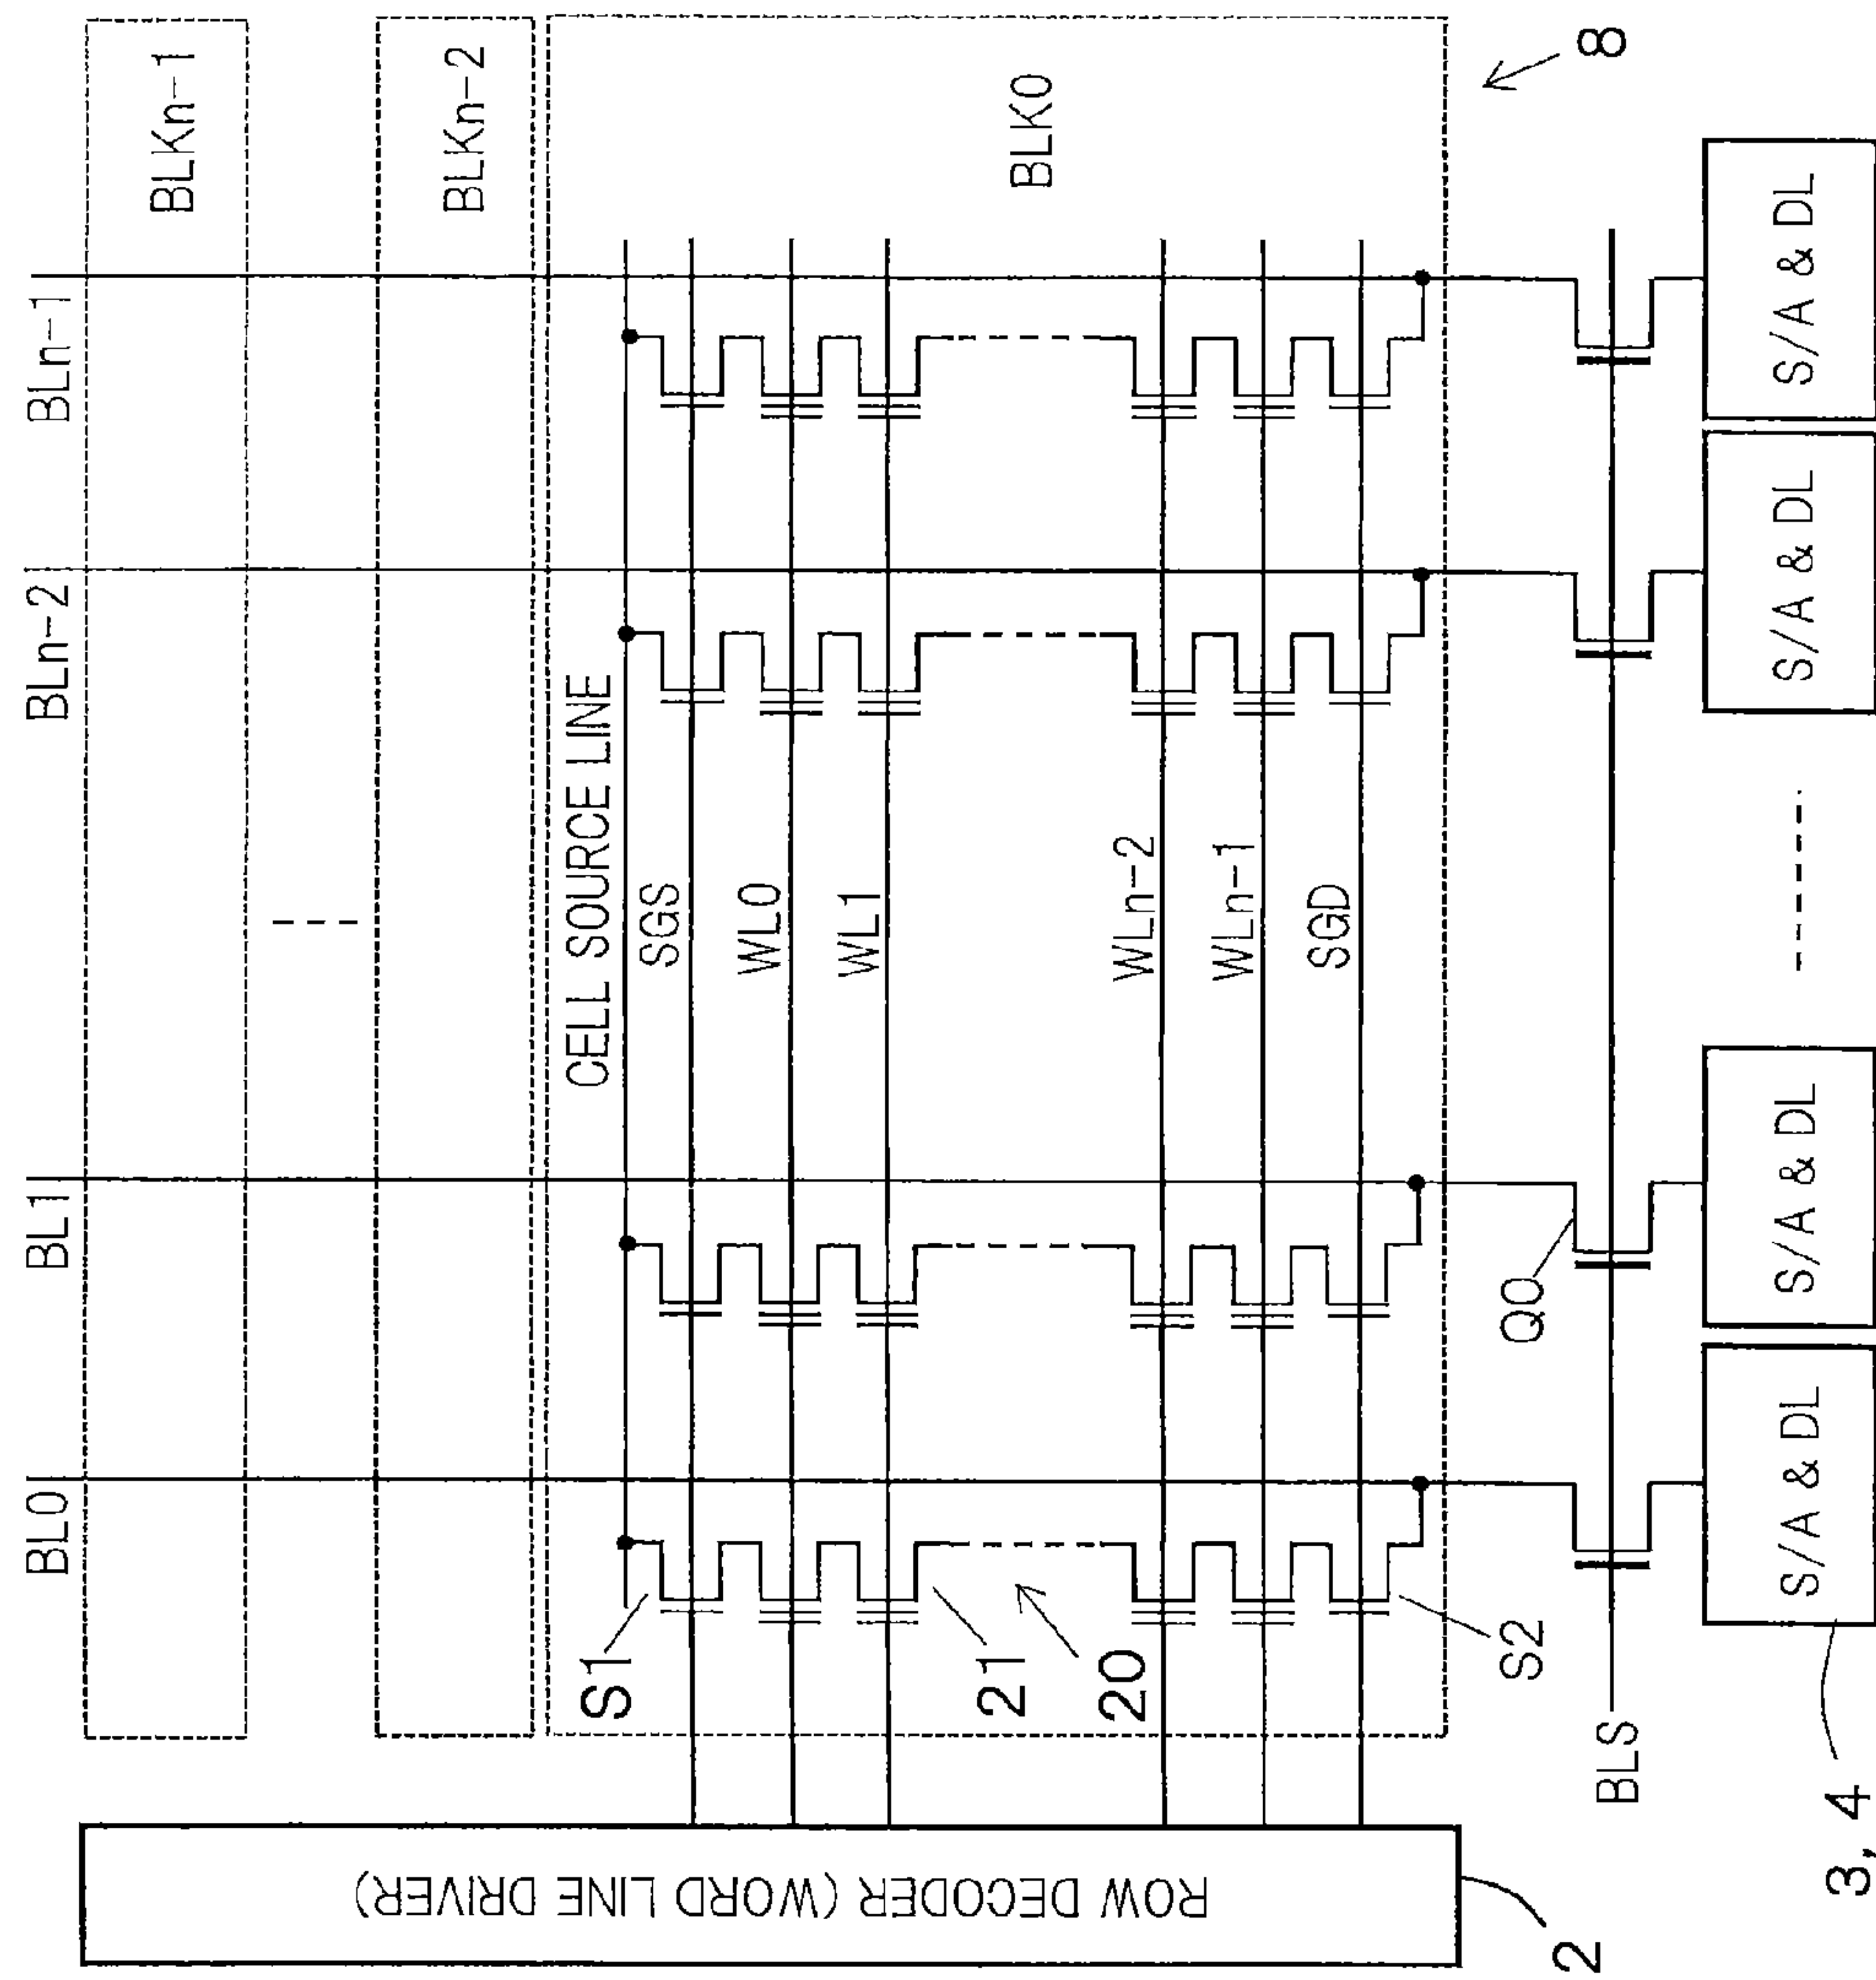 BL0
BL1
BLn-2
BLn-1
BLKn-1
BLKn-2
BLK0
CELL SOURCE LINE
SGS
WL0
WL1
WLn-2
WLn-1
SGD
S1
21
20
S2
Q0
8
ROW DECODER (WORD LINE DRIVER)
2
BLS
S/A & DL
S/A & DL
S/A & DL
S/A & DL
3, 4